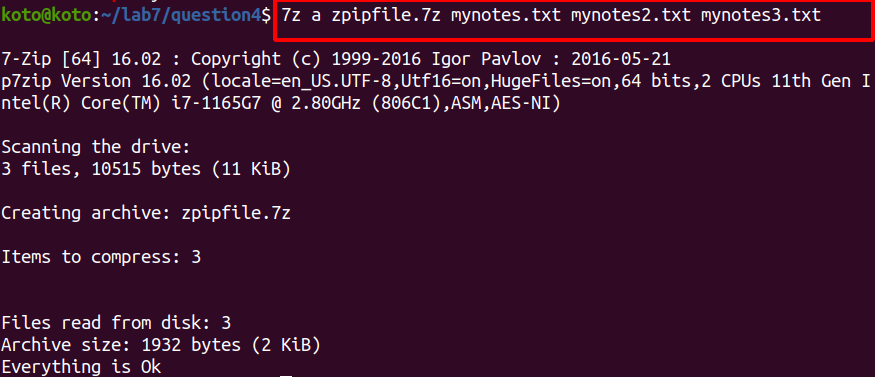 koto@koto:~/lab7/question4$ 7z a zpipfile.7z mynotes.txt mynotes2.txt mynotes3.txt
7-Zip [64] 16.02 : Copyright (c) 1999-2016 Igor Pavlov : 2016-05-21
p7zip Version 16.02 (locale=en_US.UTF-8,Utf16=on,HugeFiles=on,64 bits,2 CPUs 11th Gen I
ntel(R) Core(TM) i7-1165G7 @ 2.80GHz (806C1),ASM,AES-NI)
Scanning the drive:
3 files, 10515 bytes (11 KiB)
Creating archive: zpipfile.7z
Items to compress: 3
Files read from disk: 3
Archive size: 1932 bytes (2 KiB)
Everything is Ok